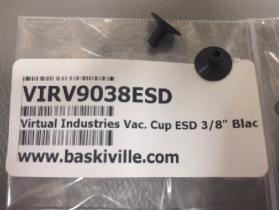 VIRV9038ESD
Virtual Industries Vac. Cup ESD 3/8" Blac
www.baskiville.com